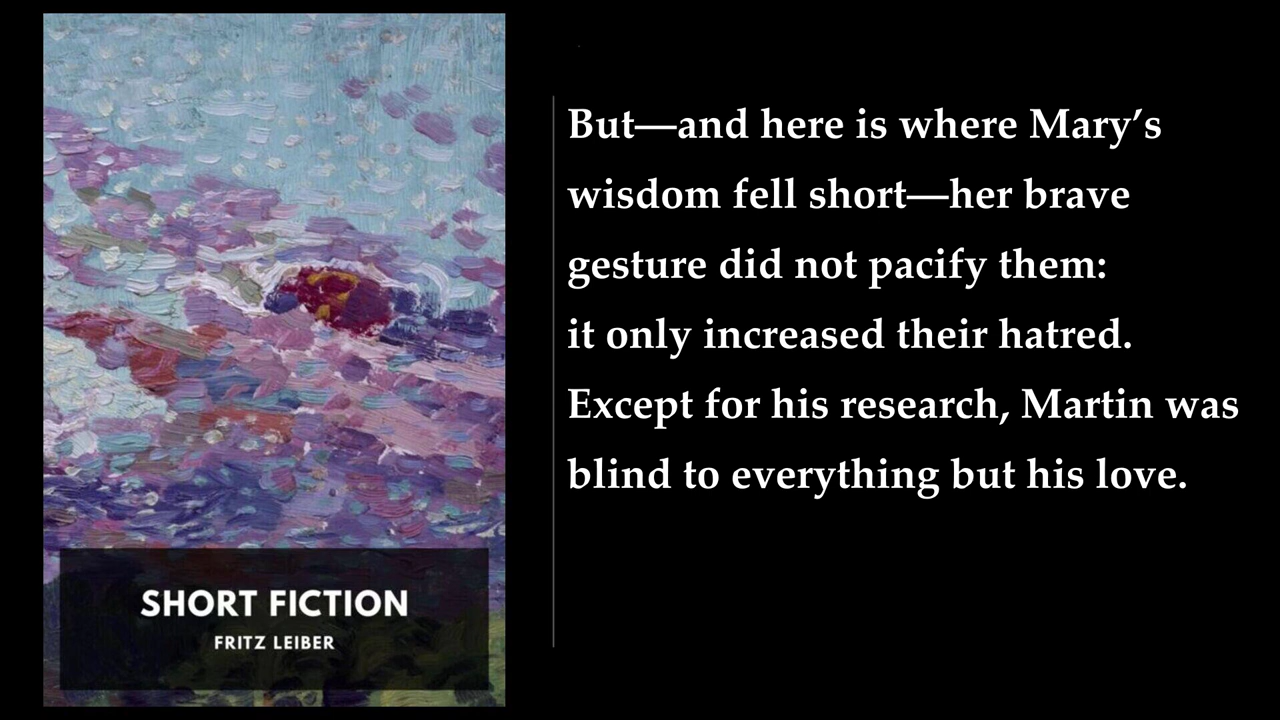 SHORT FICTION
FRITZ LEIBER
But—and here is where Mary’s
wisdom fell short—her brave
gesture did not pacify them:
it only increased their hatred.
Except for his research, Martin was
blind to everything but his love.